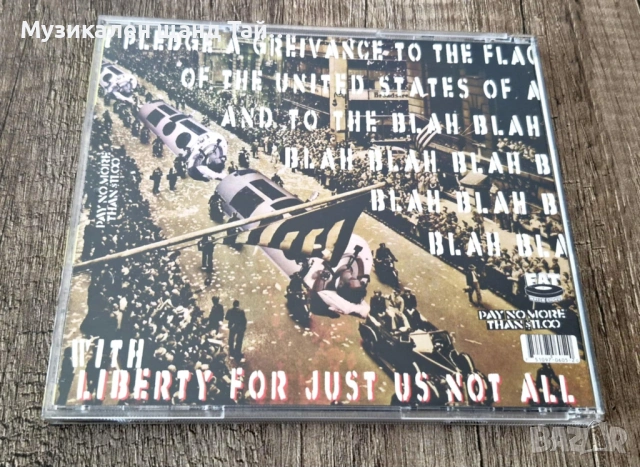 Музикален щанд Тай
I PLEDGE A GREIVANCE TO THE FLAG
OF THE UNITED STATES OF A
AND TO THE BLAH BLAH
BLAH BLAH BLAH B
BLAH BLAH B
BLAH BLA
PAY NO MORE
THAN $11.00
FAT
PAY NO MORE
THAN $11.00
WITH
LIBERTY FOR JUST US NOT ALL
BAZAR